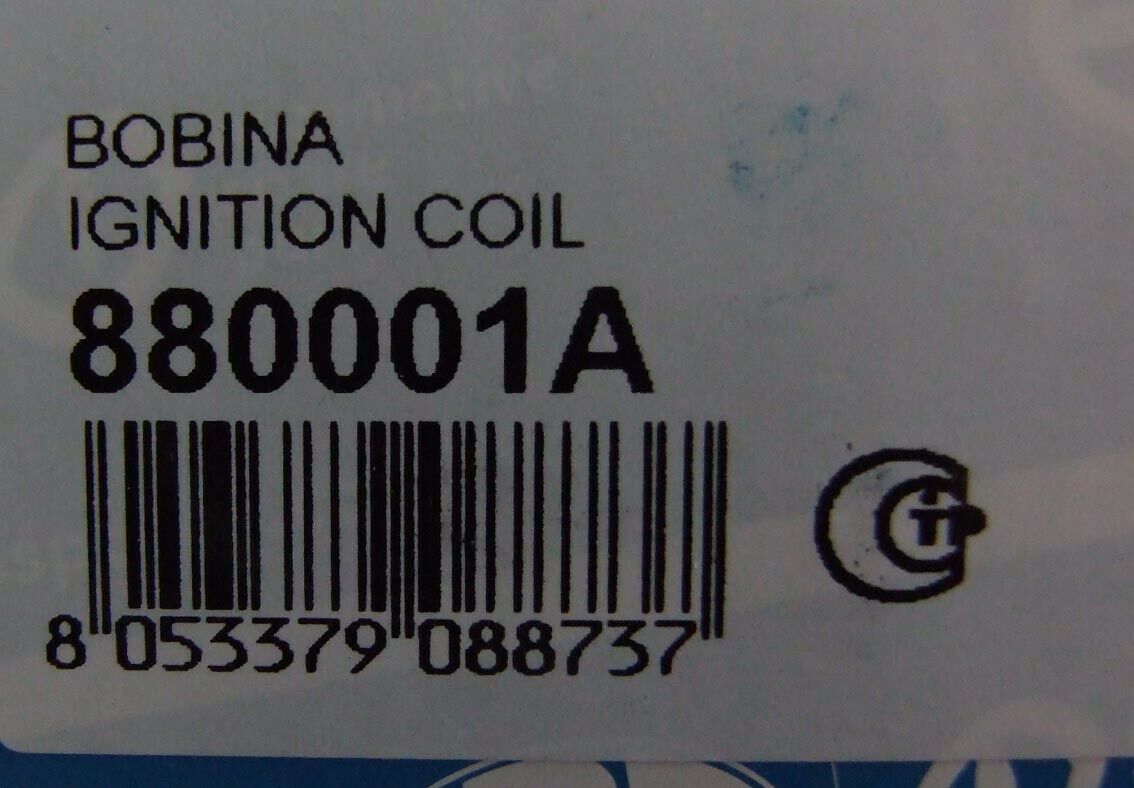 BOBINA
IGNITION COIL
880001A
8 053379 088737